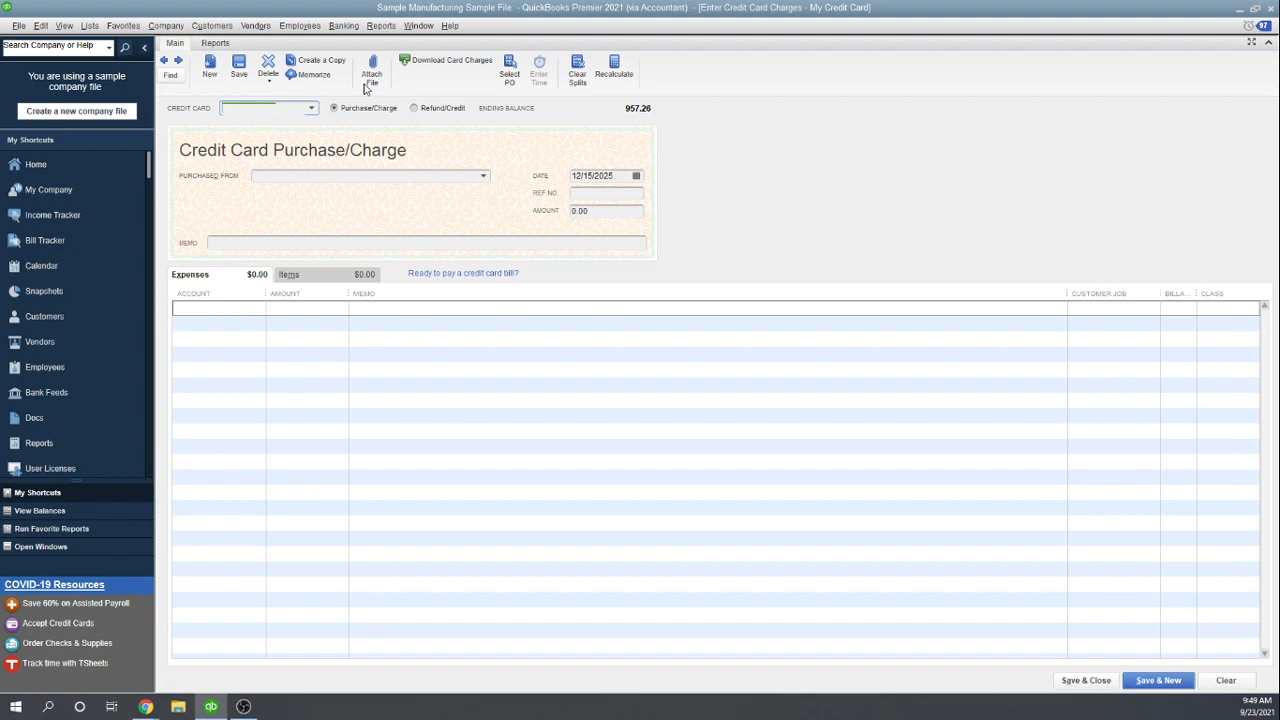 Sample Manufacturing Sample File - QuickBooks Premier 2021 (via Accountant) - [Enter Credit Card Charges - My Credit Card]
File Edit View Lists Favorites Company Customers Vendors Employees Banking Reports Window Help 97
Search Company or Help
You are using a sample
company file
Create a new company file
My Shortcuts
Home
My Company
Income Tracker
Bill Tracker
Calendar
Snapshots
Customers
Vendors
Employees
Bank Feeds
Docs
Reports
User Licenses
My Shortcuts
View Balances
Run Favorite Reports
Open Windows
COVID-19 Resources
Save 60% on Assisted Payroll
Accept Credit Cards
Order Checks & Supplies
Track time with TSheets
Main Reports
Find
New
Save
Delete
Create a Copy
Memorize
Attach
File
Download Card Charges
Select
PO
Enter
Time
Clear
Splits
Recalculate
CREDIT CARD Purchase/Charge Refund/Credit ENDING BALANCE 957.26
Credit Card Purchase/Charge
PURCHASED FROM DATE 12/15/2025
REF NO.
AMOUNT 0.00
MEMO
Expenses $0.00 Items $0.00 Ready to pay a credit card bill?
ACCOUNT AMOUNT MEMO CUSTOMER:JOB BILLA... CLASS
Save & Close Save & New Clear
9:49 AM
9/23/2021